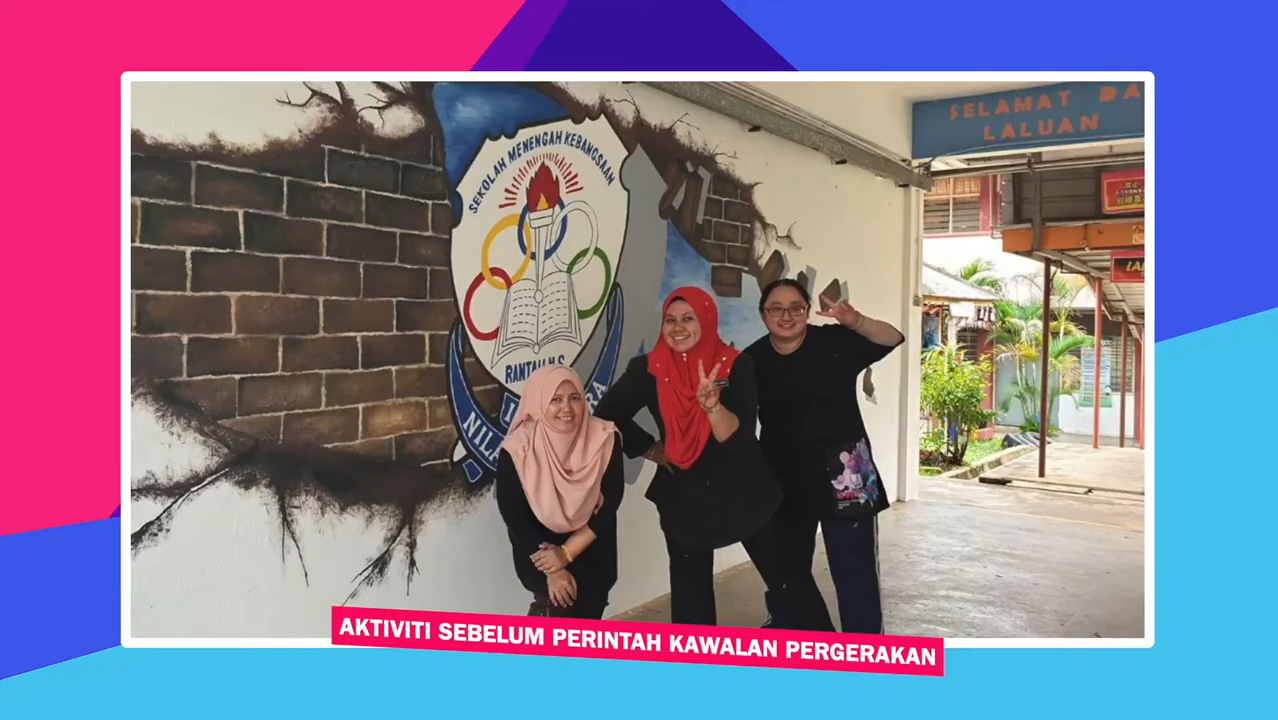 SELAMAT DA
LALUAN
SEKOLAH MENENGAH KEBANGSAAN
RANTAU N.S
AKTIVITI SEBELUM PERINTAH KAWALAN PERGERAKAN